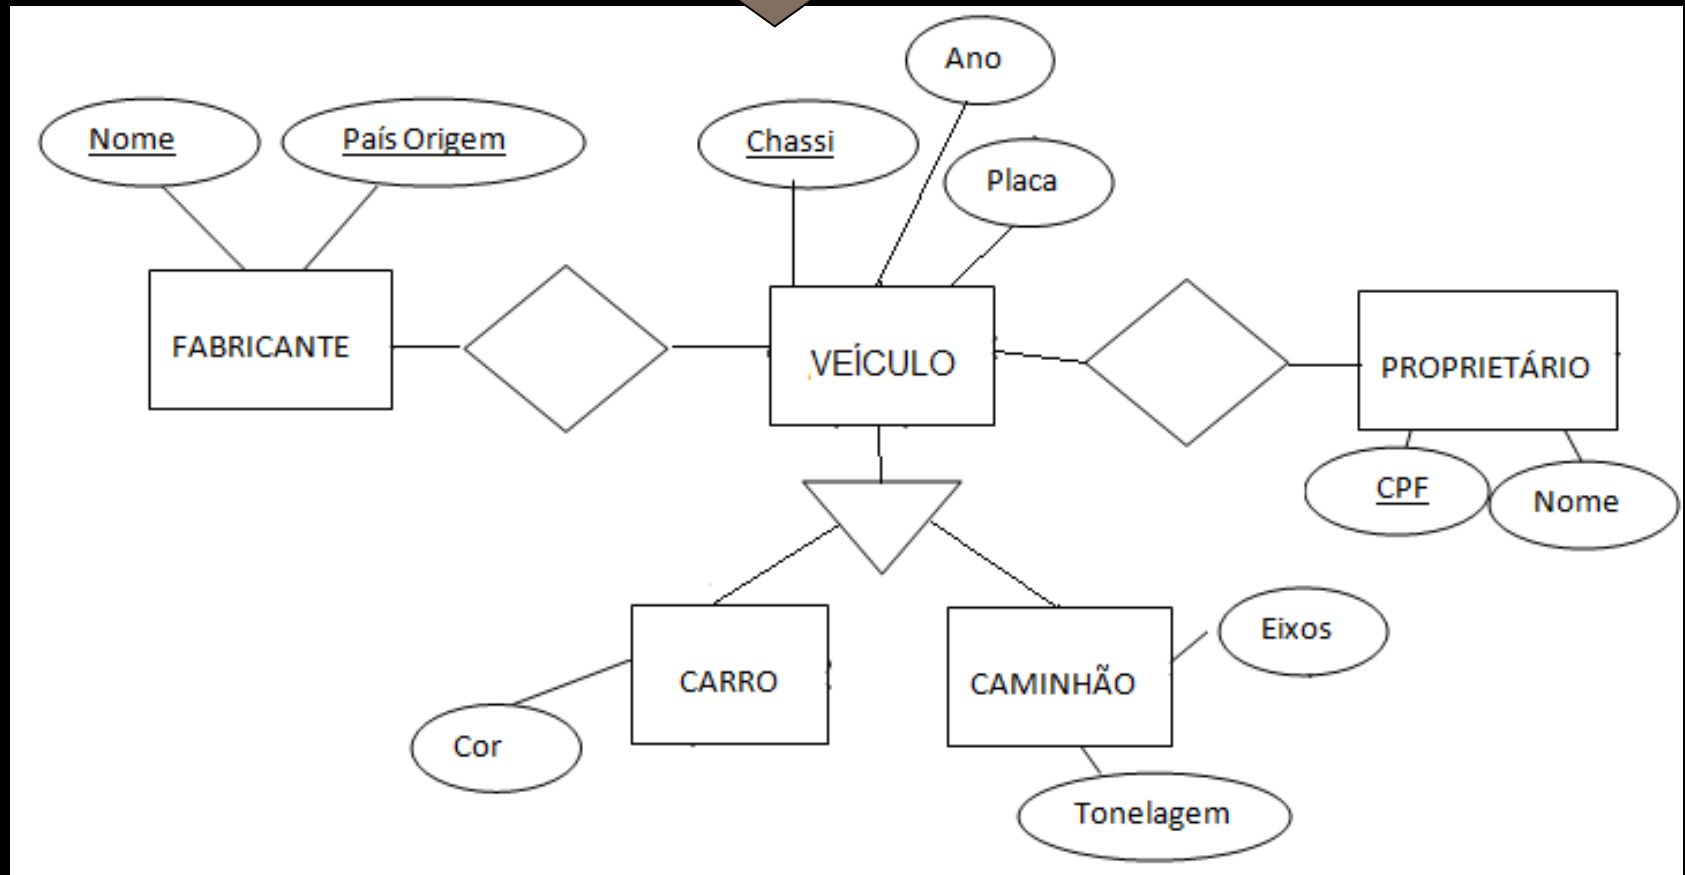 Ano
Nome
País Origem
Chassi
Placa
FABRICANTE
VEÍCULO
PROPRIETÁRIO
CPF
Nome
Eixos
CARRO
CAMINHÃO
Cor
Tonelagem